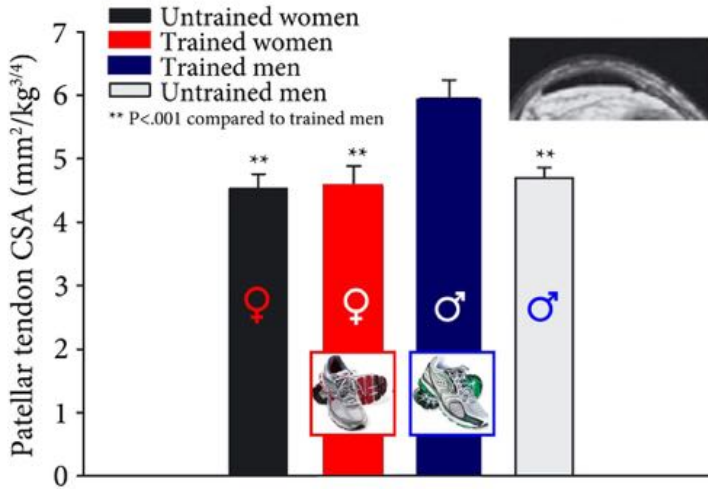 Untrained women
Trained women
Trained men
Untrained men
** P<.001 compared to trained men
Patellar tendon CSA (mm²/kg³/⁴)
7
6
5
4
3
2
1
0
**
**
**